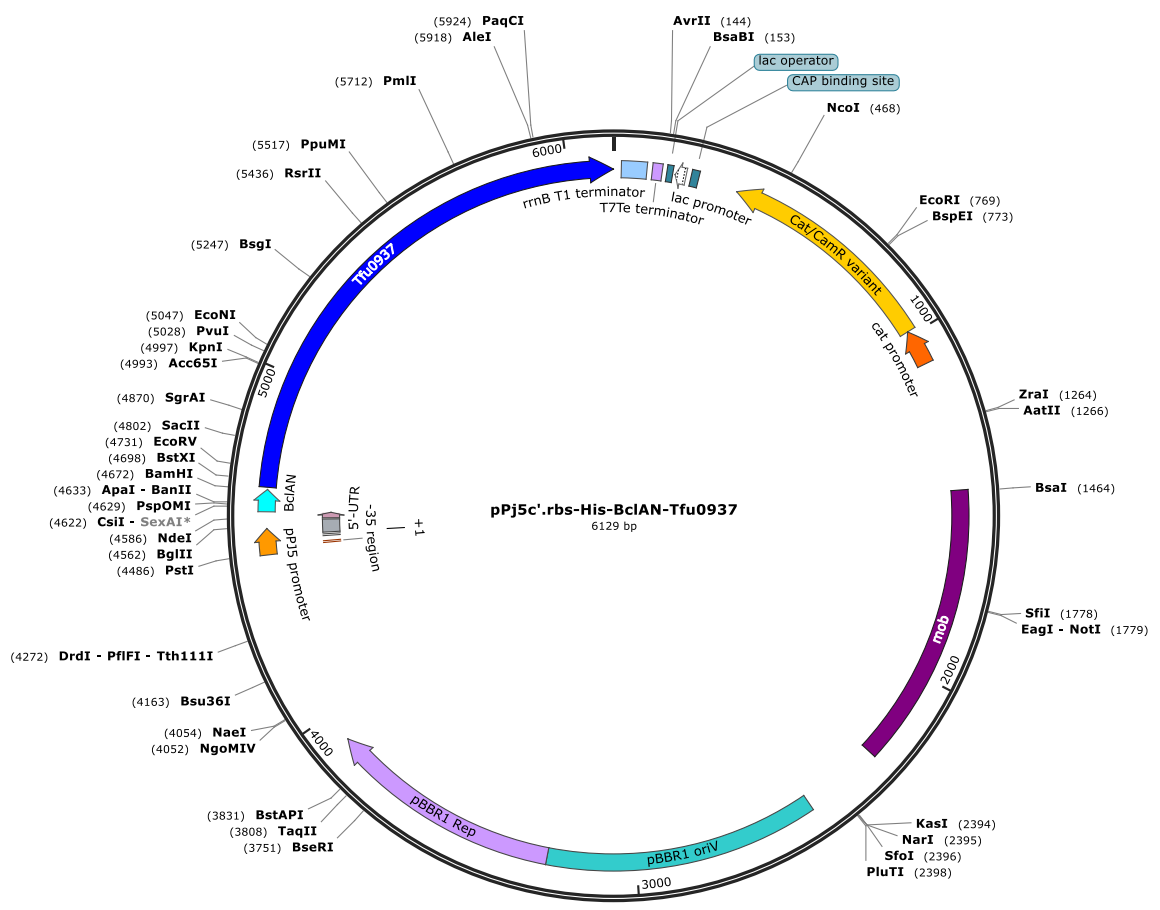 (5924) PaqCI
(5918) AleI
(5712) PmlI
(5517) PpuMI
(5436) RsrII
(5247) BsgI
(5047) EcoNI
(5028) PvuI
(4997) KpnI
(4993) Acc65I
(4870) SgrAI
(4802) SacII
(4731) EcoRV
(4698) BstXI
(4672) BamHI
(4633) ApaI - BanII
(4629) PspOMI
(4622) CsiI - SexAI*
(4586) NdeI
(4562) BglII
(4486) PstI
(4272) DrdI - PflFI - Tth111I
(4163) Bsu36I
(4054) NaeI
(4052) NgoMIV
(3831) BstAPI
(3808) TaqII
(3751) BseRI
AvrII (144)
BsaBI (153)
lac operator
CAP binding site
NcoI (468)
EcoRI (769)
BspEI (773)
ZraI (1264)
AatII (1266)
BsaI (1464)
SfiI (1778)
EagI - NotI (1779)
KasI (2394)
NarI (2395)
SfoI (2396)
PluTI (2398)
6000
1000
2000
3000
4000
5000
rrnB T1 terminator
T7Te terminator
lac promoter
Cat/CamR variant
cat promoter
mob
pBBR1 oriV
pBBR1 Rep
pPJ5 promoter
BclAN
Tfu0937
5'-UTR
-35 region
+1
pPj5c'.rbs-His-BclAN-Tfu0937
6129 bp